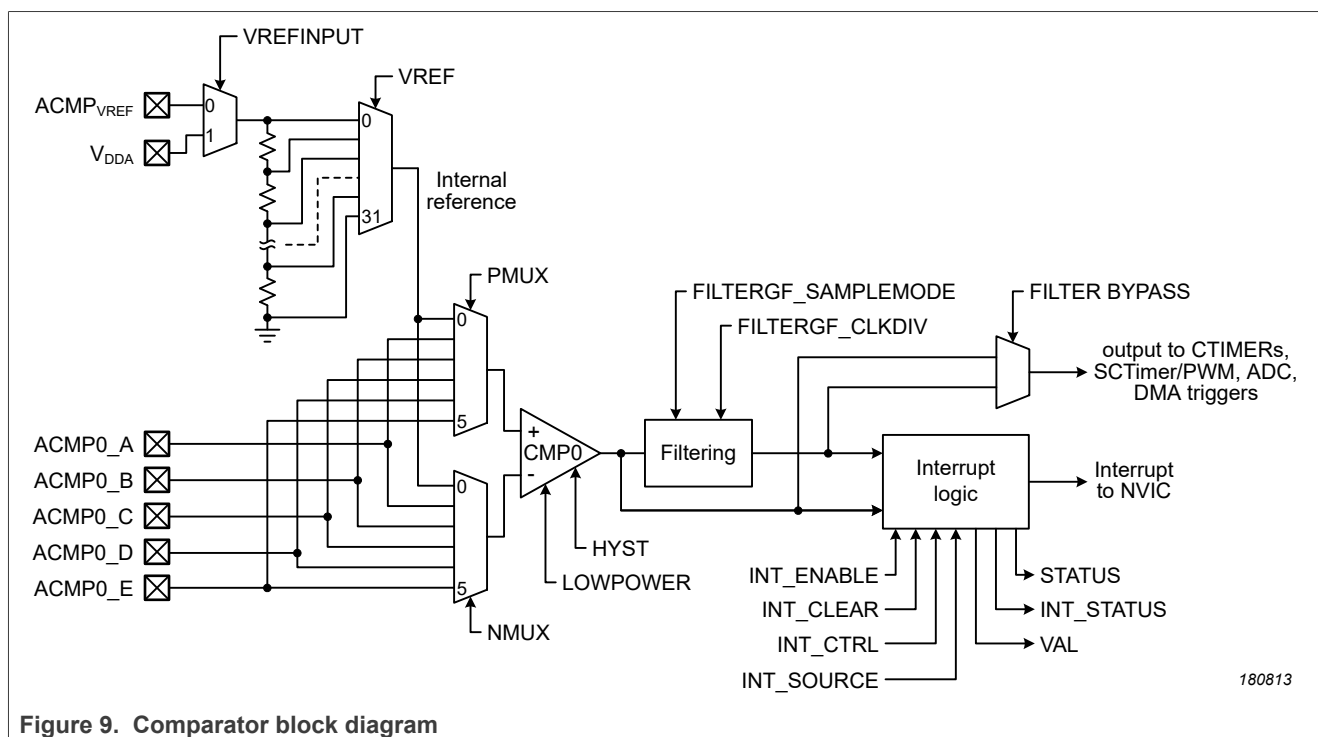 VREFINPUT
ACMPVREF
0
VREF
VDDA
1
0
Internal
reference
31
PMUX
FILTERGF_SAMPLEMODE
FILTER BYPASS
0
FILTERGF_CLKDIV
output to CTIMERs,
SCTimer/PWM, ADC,
DMA triggers
5
+
ACMP0_A
CMP0
Filtering
Interrupt
logic
Interrupt
to NVIC
-
ACMP0_B
0
ACMP0_C
HYST
ACMP0_D
LOWPOWER
INT_ENABLE
STATUS
ACMP0_E
5
INT_CLEAR
INT_STATUS
NMUX
INT_CTRL
VAL
INT_SOURCE
180813
Figure 9. Comparator block diagram